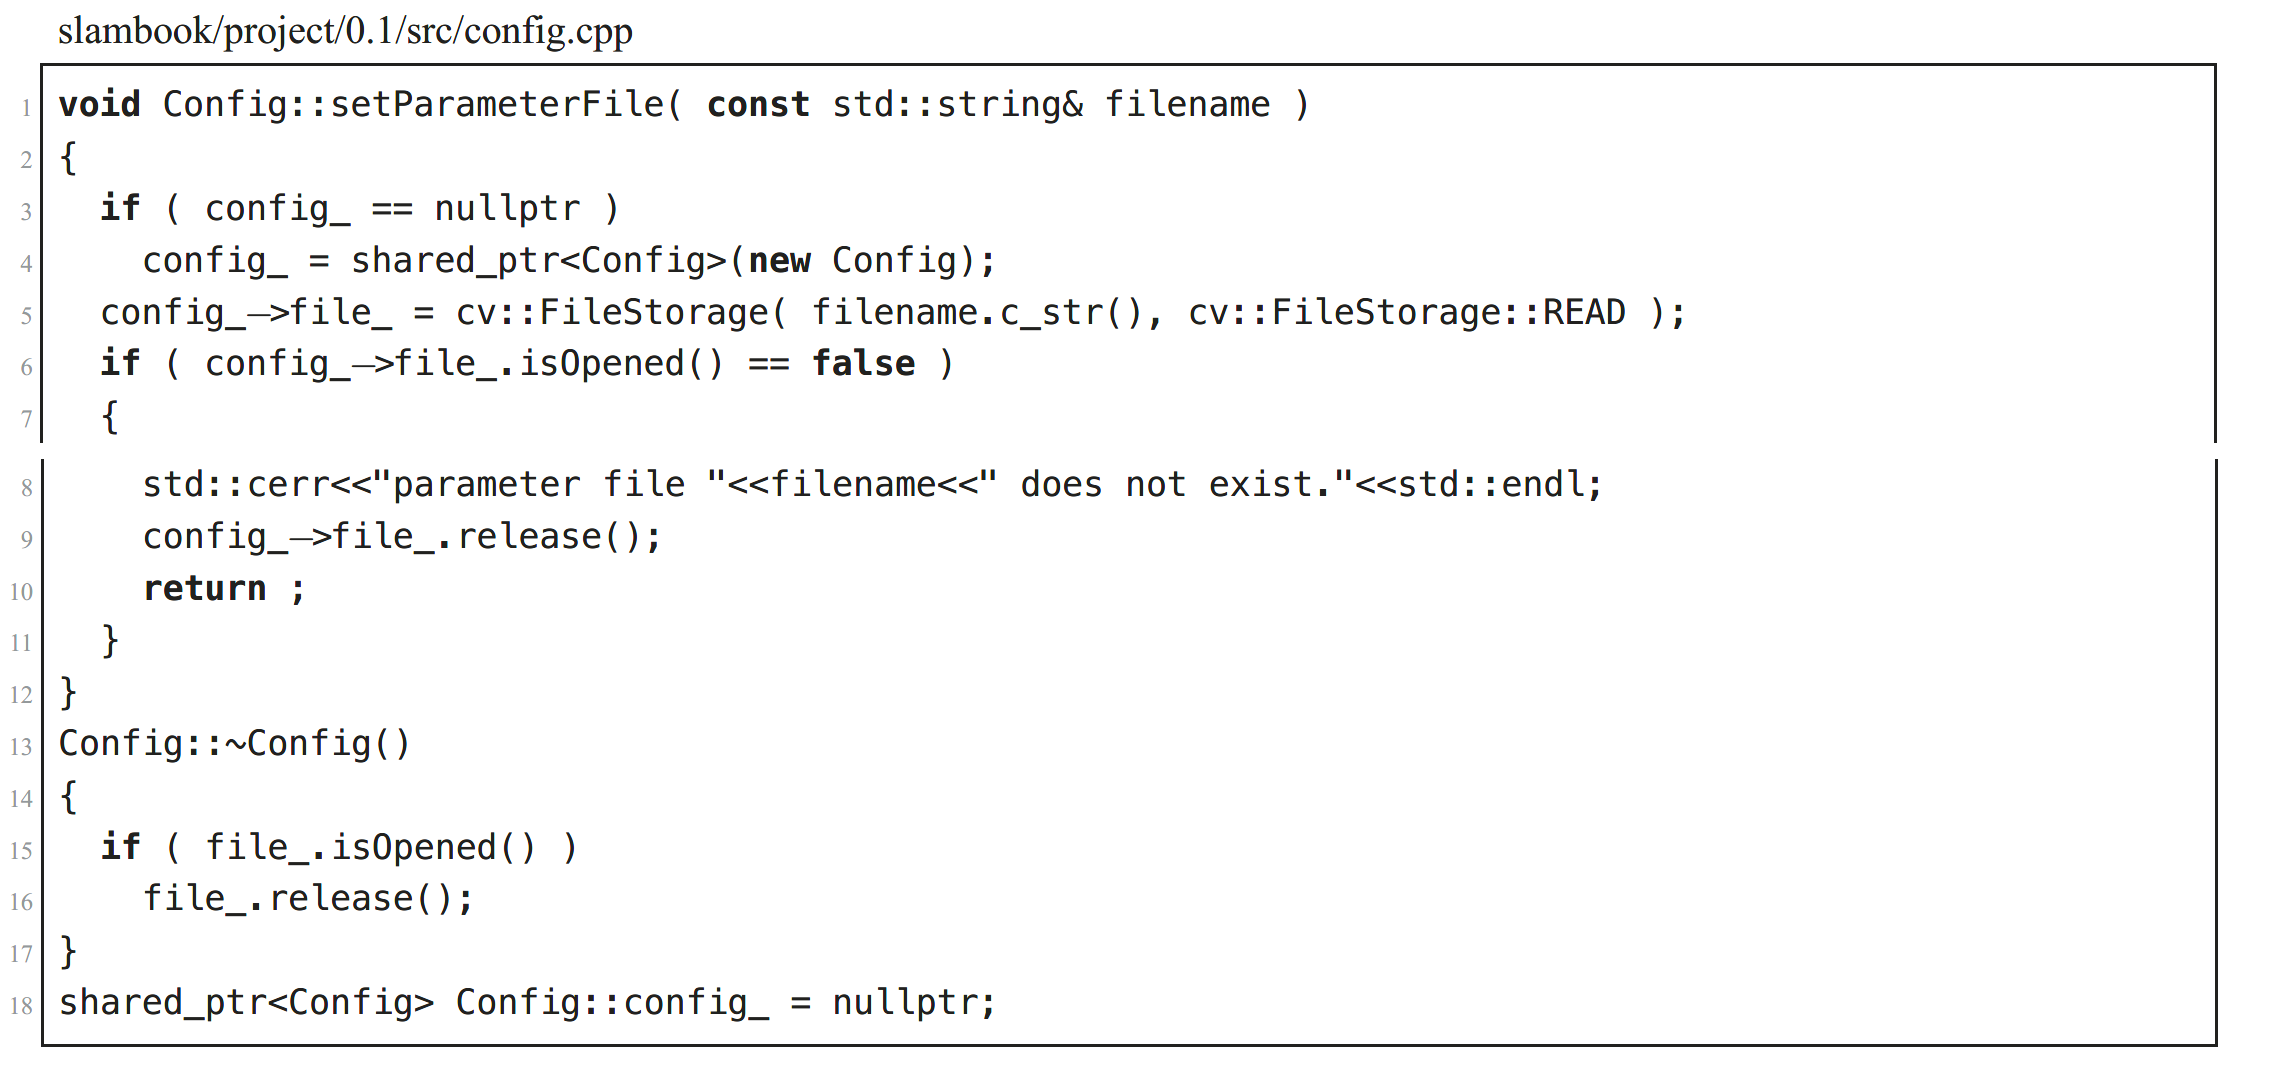 slambook/project/0.1/src/config.cpp
1 void Config::setParameterFile( const std::string& filename )
2 {
3   if ( config_ == nullptr )
4     config_ = shared_ptr<Config>(new Config);
5   config_—>file_ = cv::FileStorage( filename.c_str(), cv::FileStorage::READ );
6   if ( config_—>file_.isOpened() == false )
7   {
8     std::cerr<<"parameter file "<<filename<<" does not exist."<<std::endl;
9     config_—>file_.release();
10     return ;
11   }
12 }
13 Config::~Config()
14 {
15   if ( file_.isOpened() )
16     file_.release();
17 }
18 shared_ptr<Config> Config::config_ = nullptr;